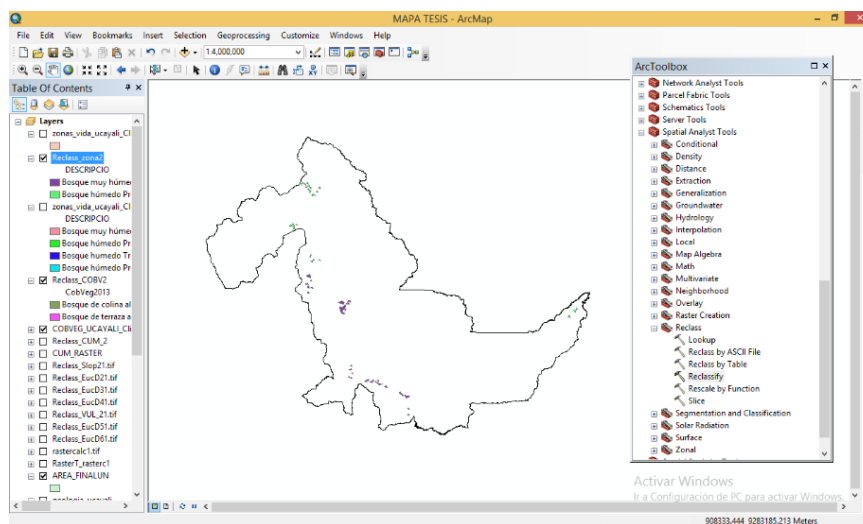 MAPA TESIS - ArcMap
File Edit View Bookmarks Insert Selection Geoprocessing Customize Windows Help
1:4,000,000
Table Of Contents
Layers
zonas_vida_ucayali_Cl
Reclass_zona2
DESCRIPCIO
Bosque muy húme
Bosque húmedo Pr
zonas_vida_ucayali_Cl
DESCRIPCIO
Bosque muy húme
Bosque húmedo Pr
Bosque húmedo Tr
Bosque húmedo Pr
Reclass_COBV2
CobVeg2013
Bosque de colina al
Bosque de terraza a
COBVEG_UCAYALI_Cli
Reclass_CUM_2
CUM_RASTER
Reclass_Slop21.tif
Reclass_EucD21.tif
Reclass_EucD31.tif
Reclass_EucD41.tif
Reclass_VUL_21.tif
Reclass_EucD51.tif
Reclass_EucD61.tif
rastercalc1.tif
RasterT_rasterc1
AREA_FINALUN
ArcToolbox
Network Analyst Tools
Parcel Fabric Tools
Schematics Tools
Server Tools
Spatial Analyst Tools
Conditional
Density
Distance
Extraction
Generalization
Groundwater
Hydrology
Interpolation
Local
Map Algebra
Math
Multivariate
Neighborhood
Overlay
Raster Creation
Reclass
Lookup
Reclass by ASCII File
Reclass by Table
Reclassify
Rescale by Function
Slice
Segmentation and Classification
Solar Radiation
Surface
Zonal
Activar Windows
Ir a Configuración de PC para activar Windows.
908333.444 9283185.213 Meters